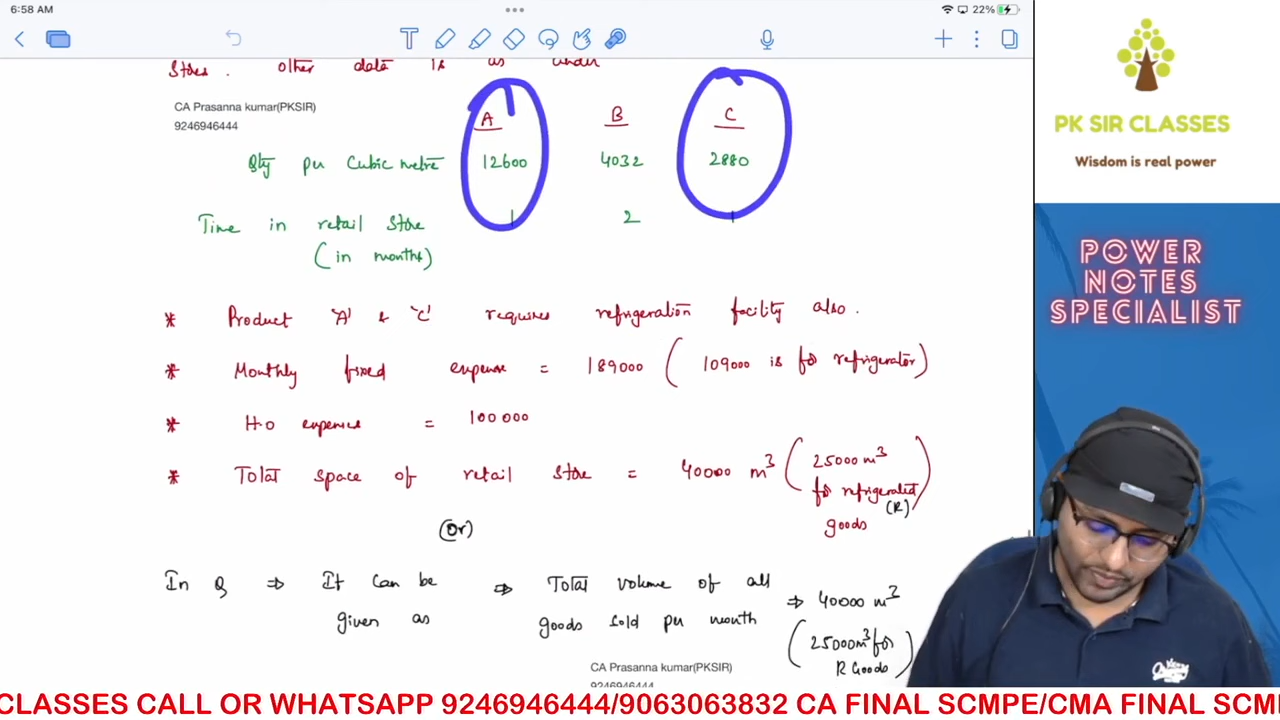 6:58 AM
22%
Stores. Other data is as under
CA Prasanna kumar(PKSIR)
9246946444
A B C
Qty per Cubic metre 12600 4032 2880
Time in retail store 1 2 1
(in months)
* Product 'A' & 'C' requires refrigeration facility also.
* Monthly fixed expense = 189000 (109000 is for refrigerator)
* H.O expense = 100000
* Total space of retail store = 40000 m³ (25000 m³
for refrigerated
(R)
goods
(or)
In Q ⇒ It can be ⇒ Total volume of all ⇒ 40000 m³
given as goods sold per month (25000m³ for
R Goods)
CA Prasanna kumar(PKSIR)
9246946444
PK SIR CLASSES
Wisdom is real power
POWER
NOTES
SPECIALIST
CLASSES CALL OR WHATSAPP 9246946444/9063063832 CA FINAL SCMPE/CMA FINAL SCM